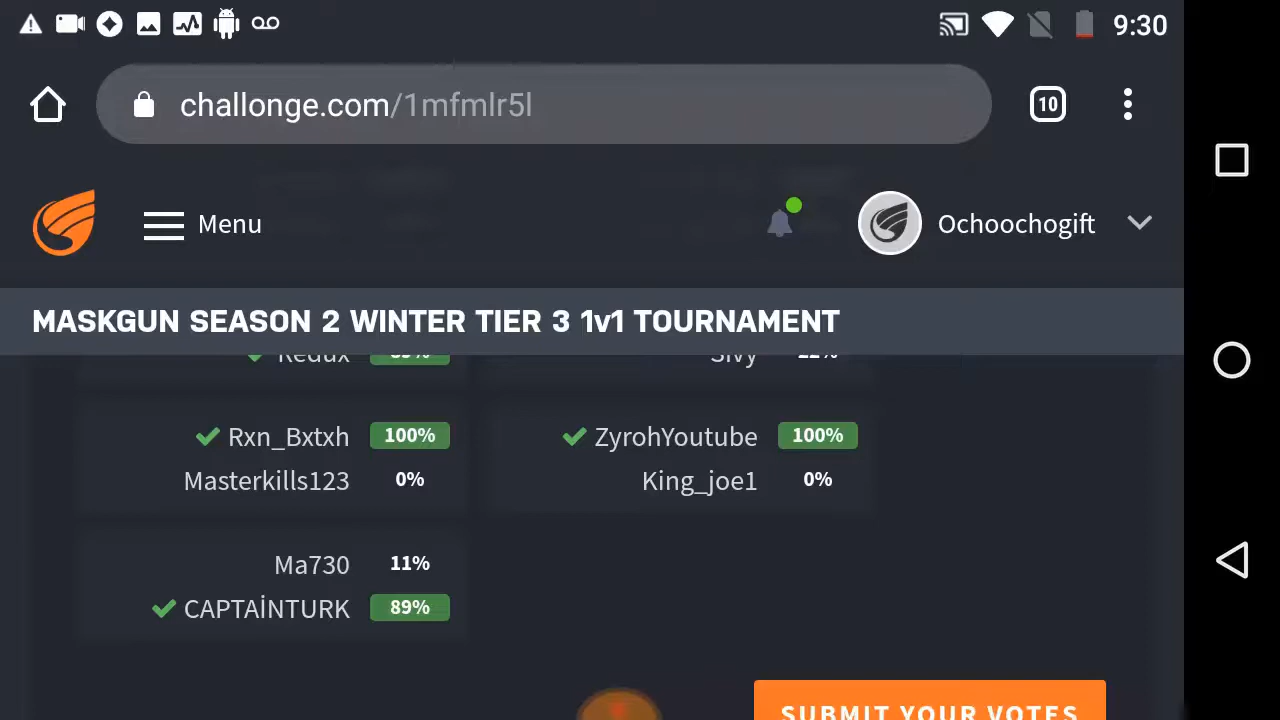 9:30
challonge.com/1mfmlr5l
10
Menu
Ochoochogift
MASKGUN SEASON 2 WINTER TIER 3 1v1 TOURNAMENT
Redux
Rxn_Bxtxh 100%
Masterkills123 0%
ZyrohYoutube 100%
King_joe1 0%
Ma730 11%
CAPTAİNTURK 89%
SUBMIT YOUR VOTES